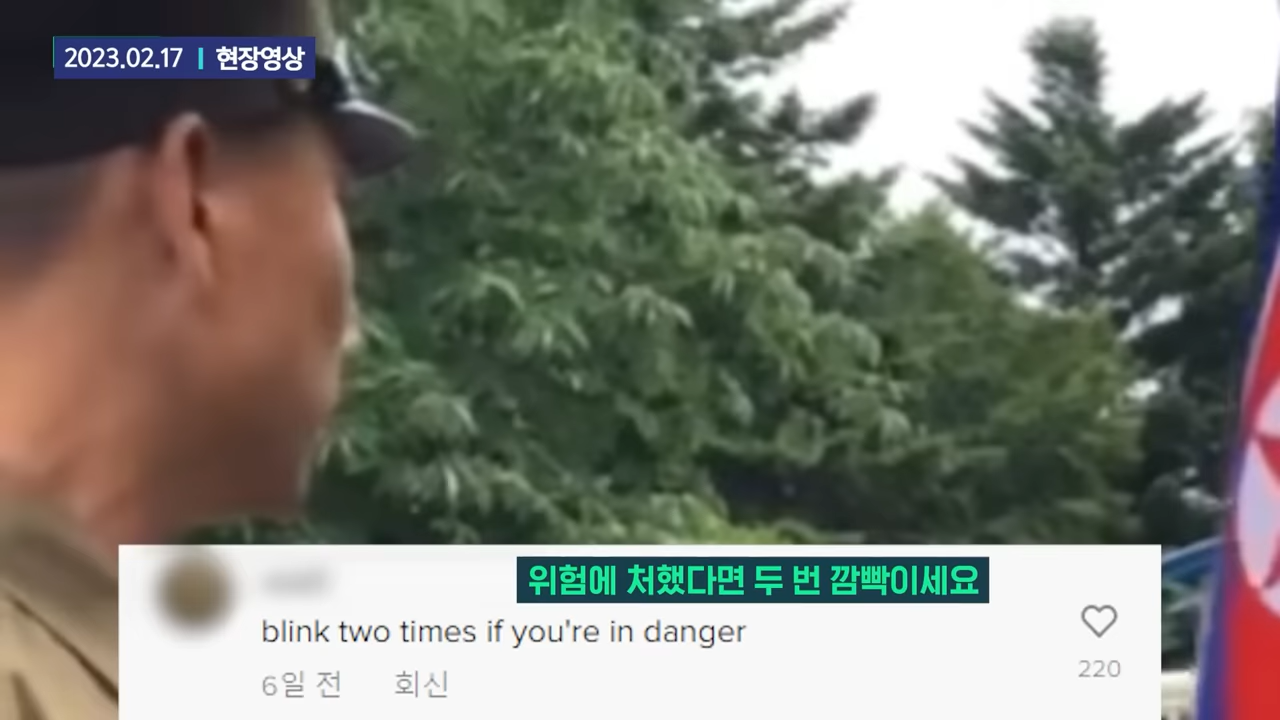 2023.02.17 | 현장영상
위험에 처했다면 두 번 깜빡이세요
blink two times if you're in danger
6일 전 회신
220